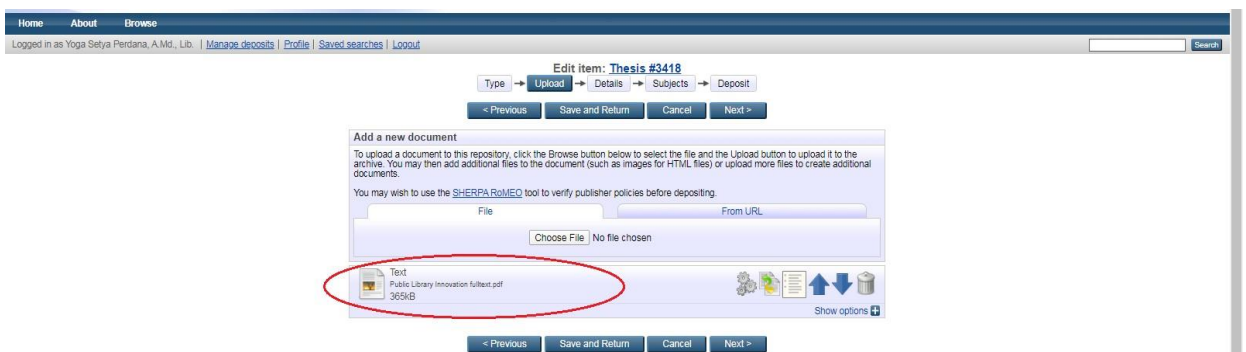 Home About Browse
Logged in as Yoga Setya Perdana, A.Md., Lib. | Manage deposits | Profile | Saved searches | Logout Search
Edit item: Thesis #3418
Type → Upload → Details → Subjects → Deposit
< Previous Save and Return Cancel Next >
Add a new document
To upload a document to this repository, click the Browse button below to select the file and the Upload button to upload it to the
archive. You may then add additional files to the document (such as images for HTML files) or upload more files to create additional
documents.
You may wish to use the SHERPA RoMEO tool to verify publisher policies before depositing.
File From URL
Choose File No file chosen
Text
Public Library Innovation fulltext.pdf
365kB
Show options
< Previous Save and Return Cancel Next >